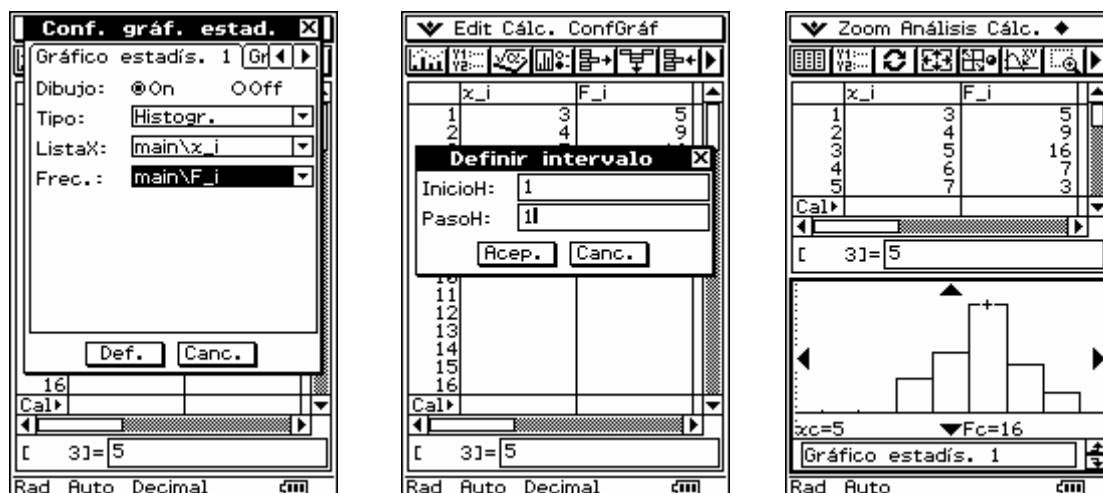 Conf. gráf. estad.
Gráfico estadís. 1 Gr
Dibujo: On Off
Tipo: Histogr.
ListaX: main\x_i
Frec.: main\F_i
Def. Canc.
16
Cal
[ 3]= 5
Rad Auto Decimal
Edit Cálc. ConfGráf
x_i F_i
1 3 5
2 4 9
Definir intervalo
InicioH: 1
PasoH: 1
Acep. Canc.
11
12
13
14
15
16
Cal
[ 3]= 5
Rad Auto Decimal
Zoom Análisis Cálc.
x_i F_i
1 3 5
2 4 9
3 5 16
4 6 7
5 7 3
Cal
[ 3]= 5
xc=5 Fc=16
Gráfico estadís. 1
Rad Auto